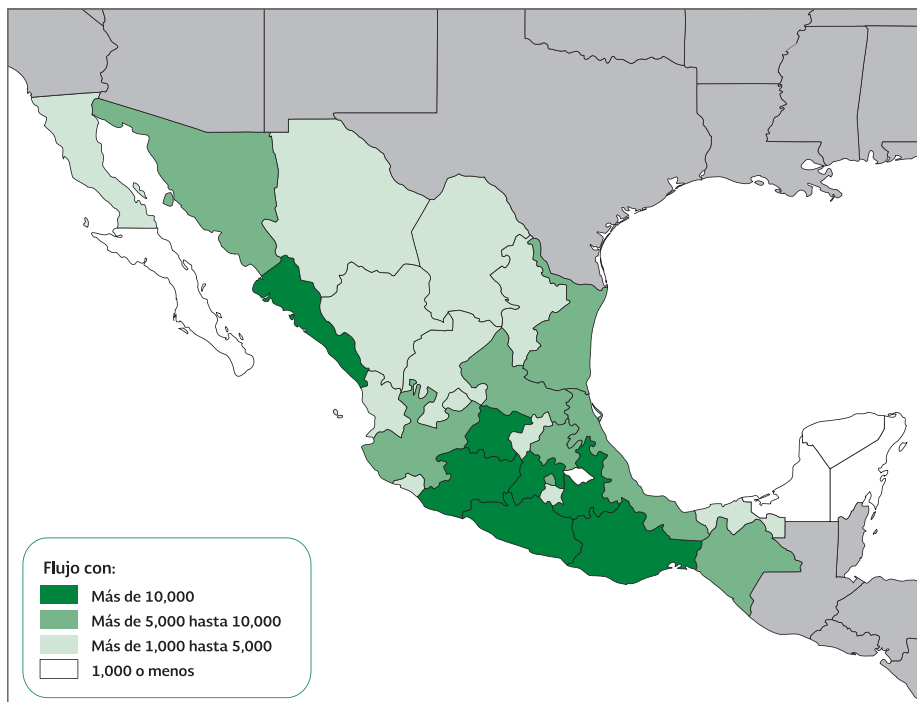 Flujo con:
Más de 10,000
Más de 5,000 hasta 10,000
Más de 1,000 hasta 5,000
1,000 o menos